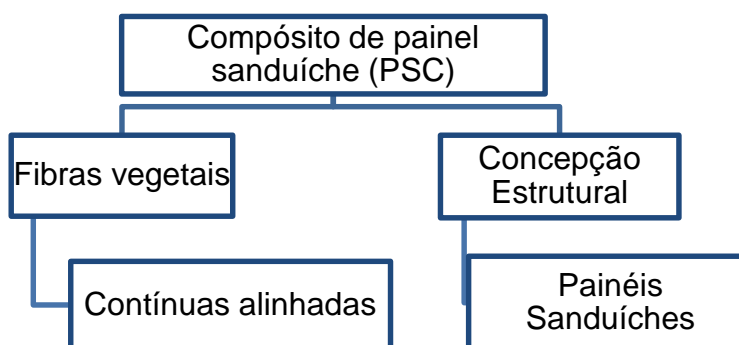 Compósito de painel
sanduíche (PSC)
Fibras vegetais
Concepção
Estrutural
Contínuas alinhadas
Painéis
Sanduíches